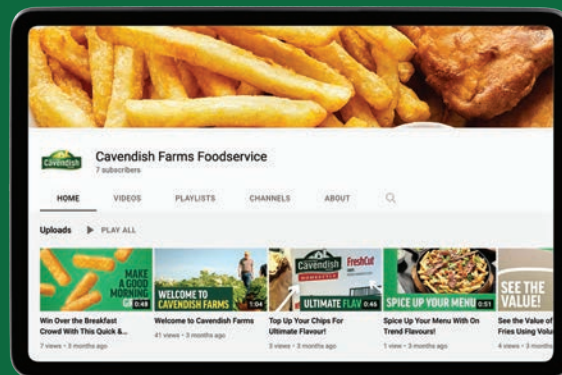 Cavendish
Cavendish Farms Foodservice
7 subscribers
HOME VIDEOS PLAYLISTS CHANNELS ABOUT
Uploads PLAY ALL
MAKE
A GOOD
MORNING
0:48
WELCOME TO
CAVENDISH FARMS
1:04
Cavendish
FreshCut
ULTIMATE FLAV
0:46
SPICE UP YOUR MENU
0:51
SEE THE
VALUE!
Win Over the Breakfast
Crowd With This Quick &...
7 views • 3 months ago
Welcome to Cavendish Farms
41 views • 3 months ago
Top Up Your Chips For
Ultimate Flavour!
3 views • 3 months ago
Spice Up Your Menu With On
Trend Flavours!
1 view • 3 months ago
See the Value of
Fries Using Volu
4 views • 3 months